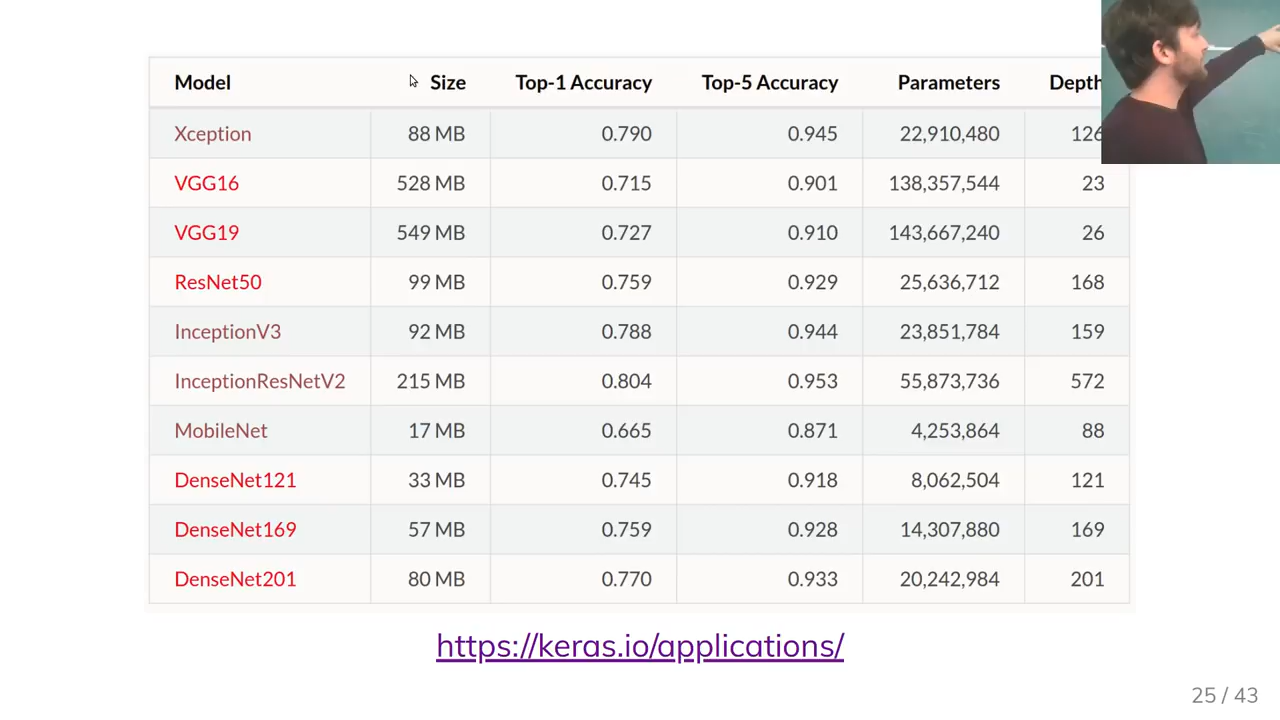 Model Size Top-1 Accuracy Top-5 Accuracy Parameters Depth
Xception 88 MB 0.790 0.945 22,910,480 126
VGG16 528 MB 0.715 0.901 138,357,544 23
VGG19 549 MB 0.727 0.910 143,667,240 26
ResNet50 99 MB 0.759 0.929 25,636,712 168
InceptionV3 92 MB 0.788 0.944 23,851,784 159
InceptionResNetV2 215 MB 0.804 0.953 55,873,736 572
MobileNet 17 MB 0.665 0.871 4,253,864 88
DenseNet121 33 MB 0.745 0.918 8,062,504 121
DenseNet169 57 MB 0.759 0.928 14,307,880 169
DenseNet201 80 MB 0.770 0.933 20,242,984 201
https://keras.io/applications/
25 / 43